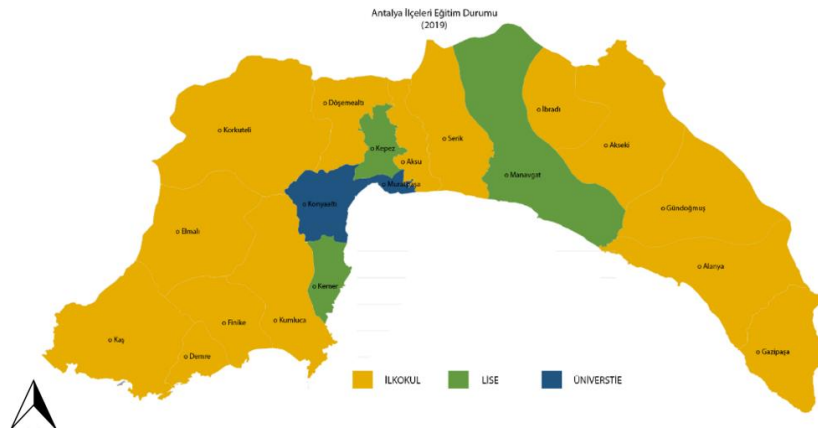 Antalya İlçeleri Eğitim Durumu
(2019)
Döşemealtı
Korkuteli
İbradı
Serik
Kepez
Akseki
Aksu
Manavgat
Muratpaşa
Konyaaltı
Gündoğmuş
Elmalı
Alanya
Kemer
Kumluca
Finike
Kaş
Demre
Gazipaşa
İLKOKUL
LİSE
ÜNİVERSTİE